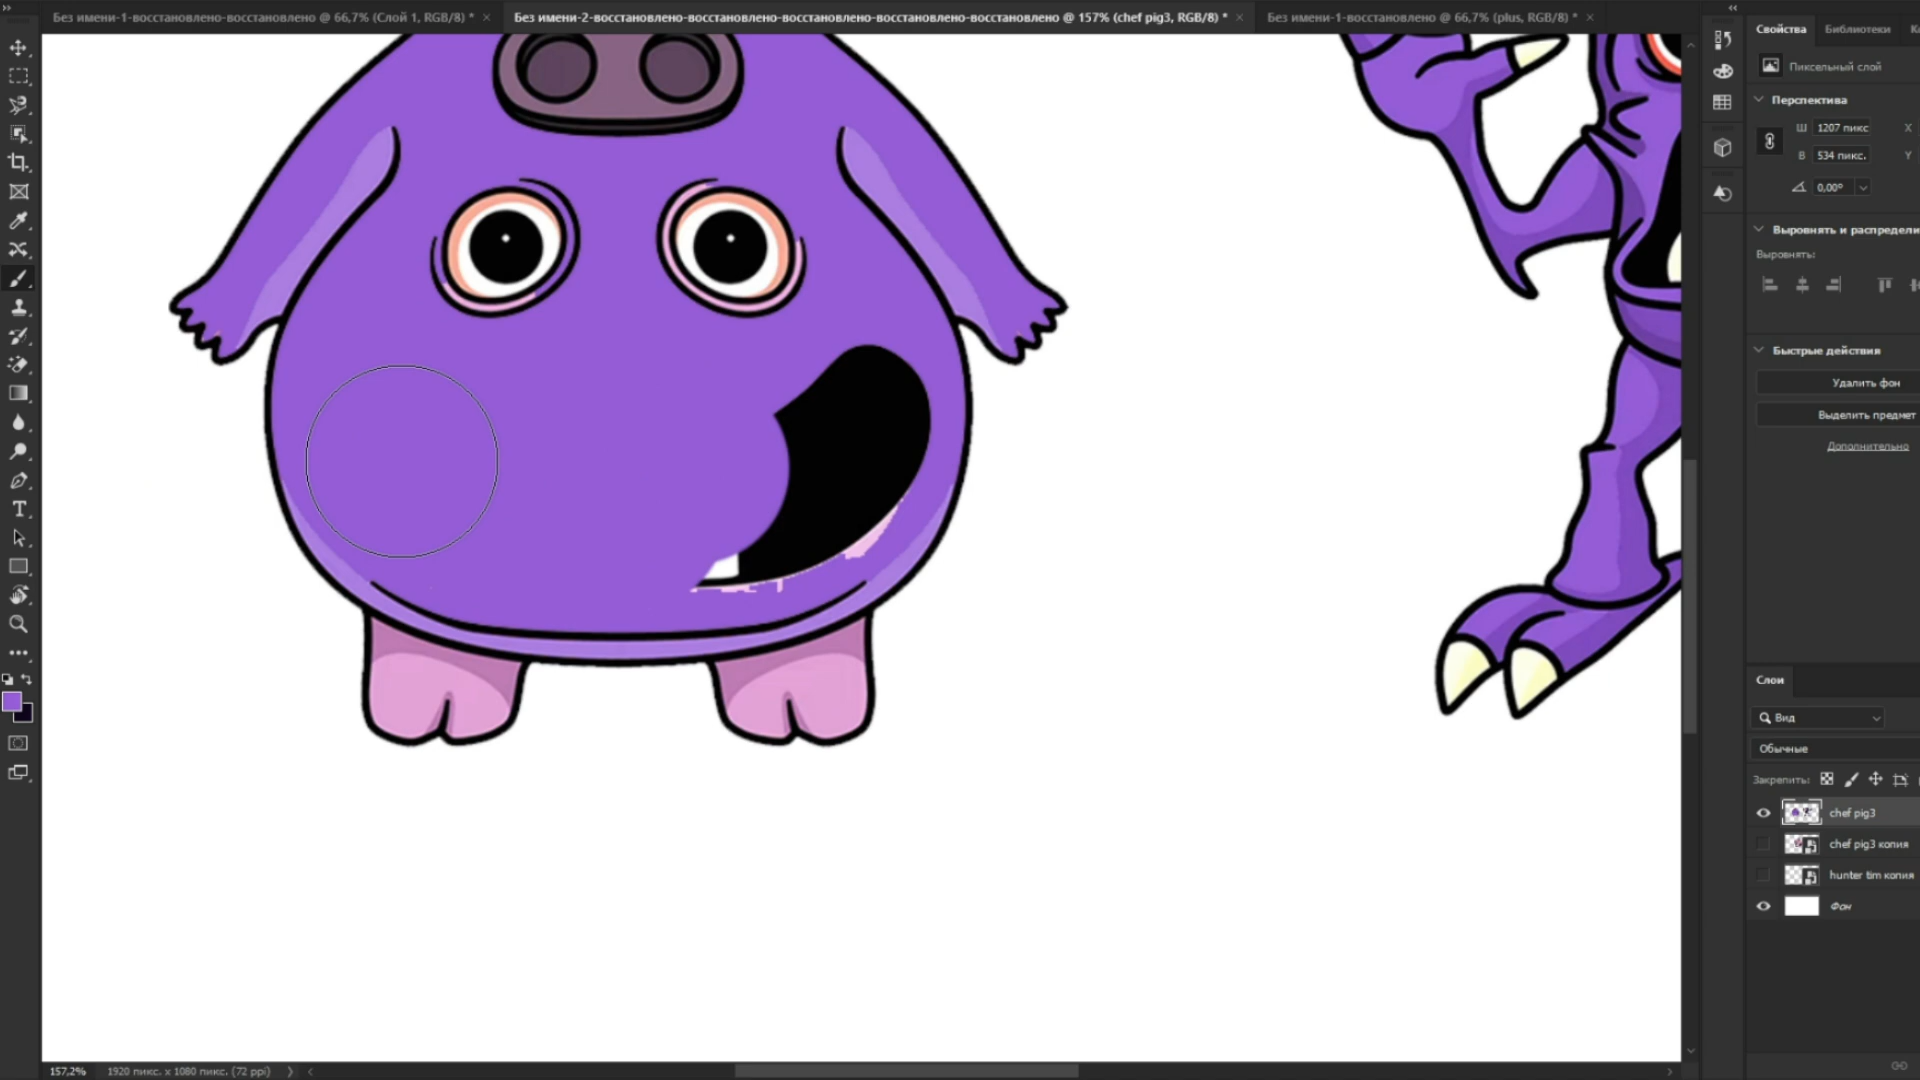 Без имени-1-восстановлено-восстановлено @ 66,7% (Слой 1, RGB/8) *
Без имени-2-восстановлено-восстановлено-восстановлено-восстановлено-восстановлено @ 157% (chef pig3, RGB/8) *
Без имени-1-восстановлено @ 66,7% (plus, RGB/8) *
Свойства
Библиотеки
Пиксельный слой
Перспектива
Ш 1207 пикс X
В 534 пикс. Y
0,00°
Выровнять и распредели
Выровнять:
Быстрые действия
Удалить фон
Выделить предмет
Дополнительно
Слои
Вид
Обычные
Закрепить:
chef pig3
chef pig3 копия
hunter tim копия
Фон
157,2% 1920 пикс. x 1080 пикс. (72 ppi)